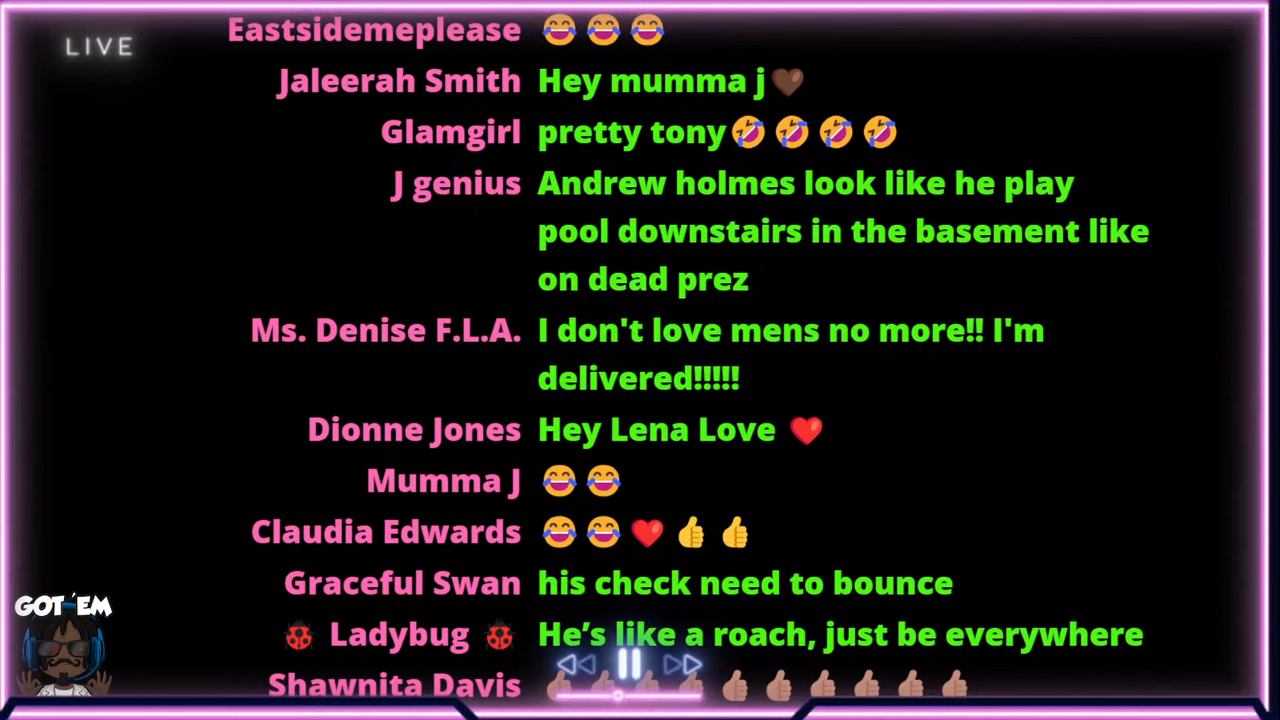 LIVE
Eastsidemeplease 😂😂😂
Jaleerah Smith Hey mumma j🤎
Glamgirl pretty tony🤣🤣🤣🤣
J genius Andrew holmes look like he play
pool downstairs in the basement like
on dead prez
Ms. Denise F.L.A. I don't love mens no more!! I'm
delivered!!!!!
Dionne Jones Hey Lena Love ❤️
Mumma J 😂😂
Claudia Edwards 😂😂❤️👍👍
Graceful Swan his check need to bounce
🐞 Ladybug 🐞 He’s like a roach, just be everywhere
Shawnita Davis 👍🏽👍🏽👍🏽👍🏽👍🏽👍🏽👍🏽👍🏽👍🏽👍🏽
GOT 'EM